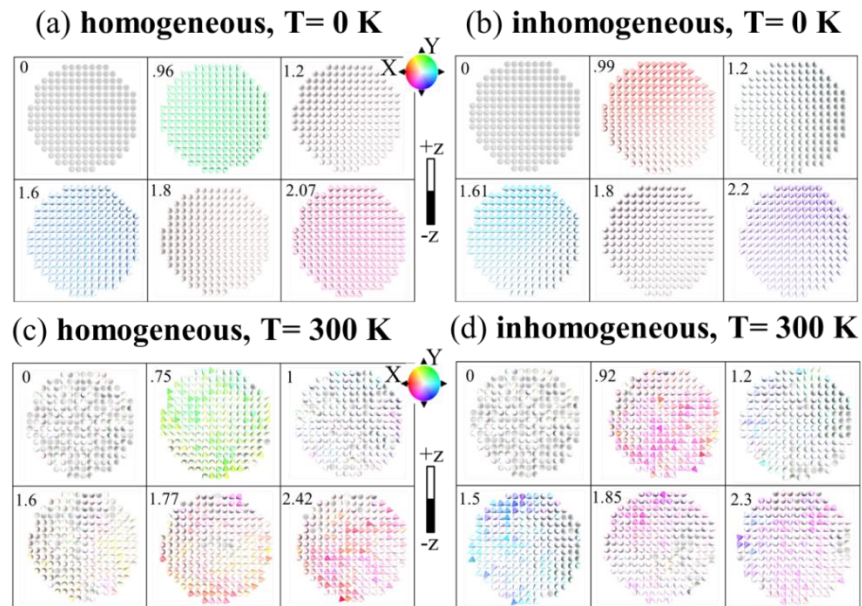 (a) homogeneous, T= 0 K
(b) inhomogeneous, T= 0 K
0 .96 1.2
X Y
0 .99 1.2
+z
-z
1.6 1.8 2.07
1.61 1.8 2.2
(c) homogeneous, T= 300 K
(d) inhomogeneous, T= 300 K
0 .75 1
X Y
0 .92 1.2
+z
-z
1.6 1.77 2.42
1.5 1.85 2.3